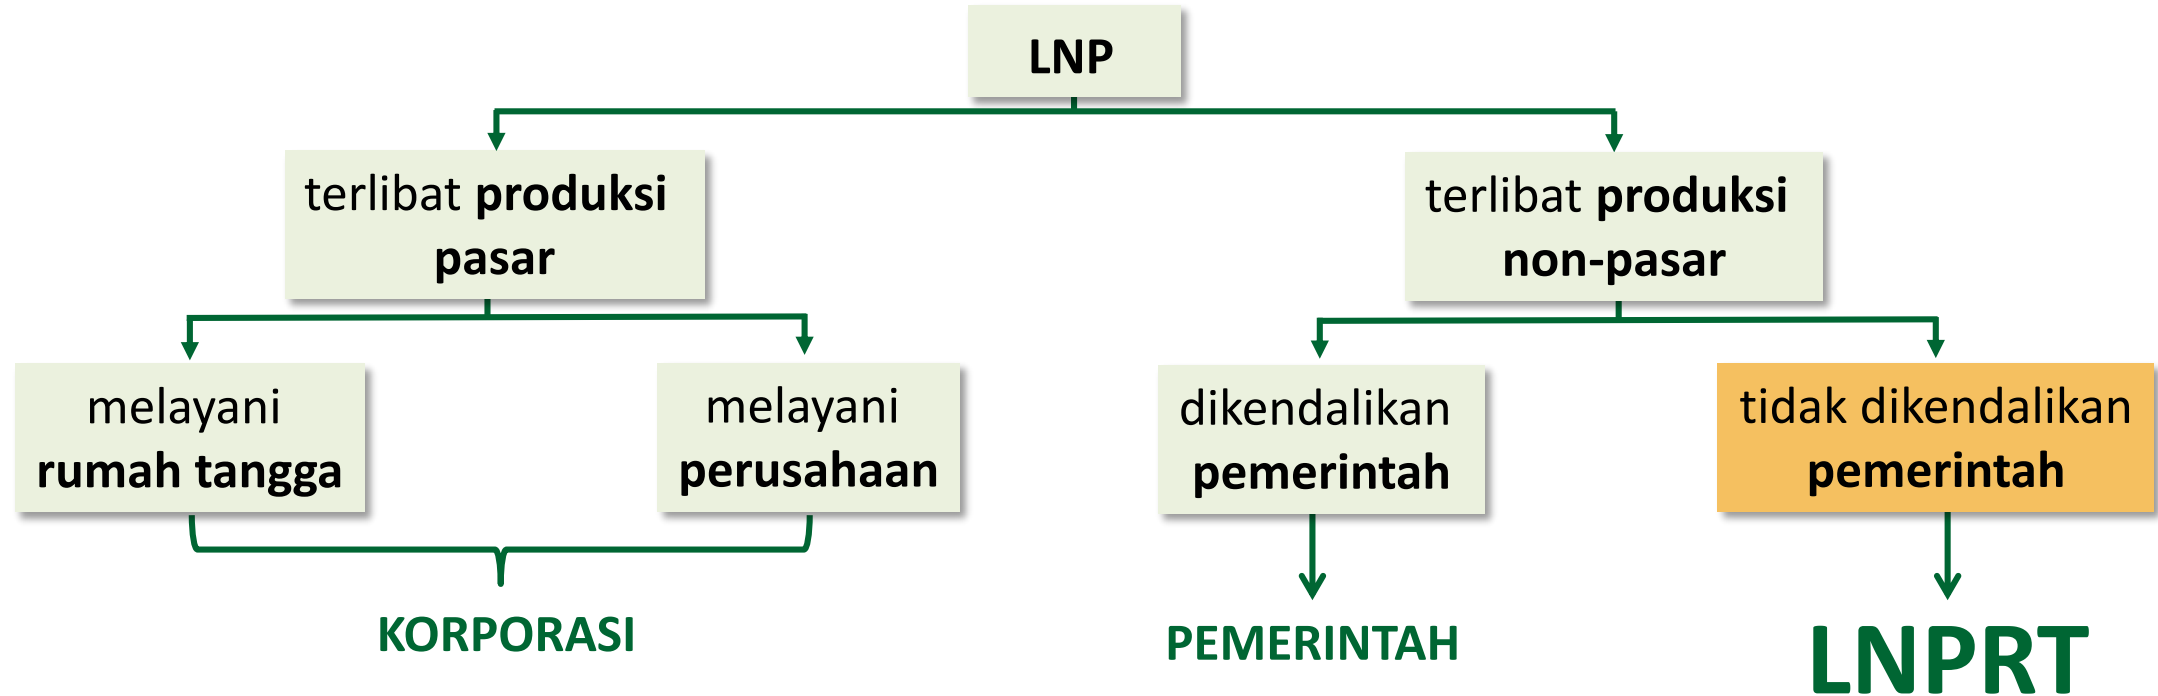 LNP
terlibat produksi
pasar
terlibat produksi
non-pasar
melayani
rumah tangga
melayani
perusahaan
dikendalikan
pemerintah
tidak dikendalikan
pemerintah
KORPORASI
PEMERINTAH
LNPRT